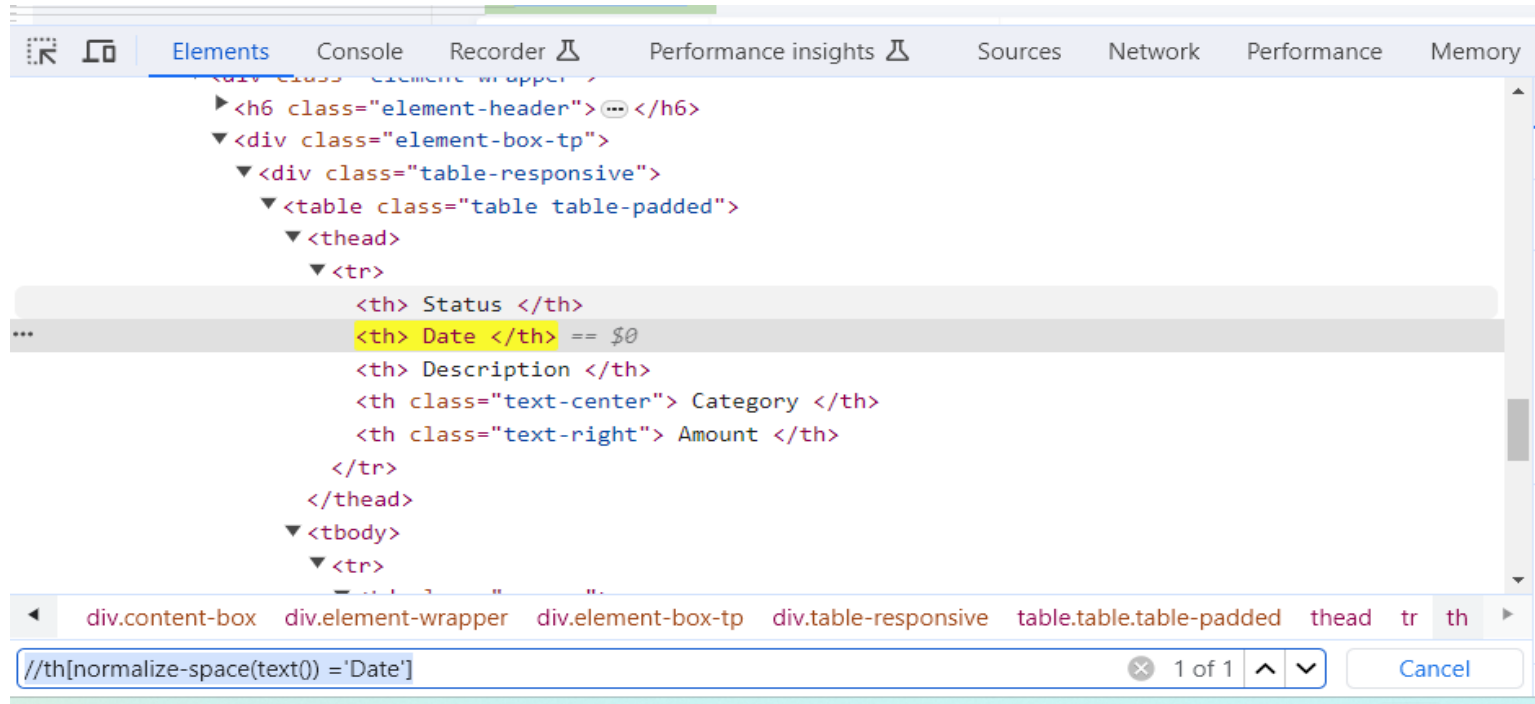 Elements Console Recorder Performance insights Sources Network Performance Memory
<div class="element-wrapper">
<h6 class="element-header"> … </h6>
<div class="element-box-tp">
<div class="table-responsive">
<table class="table table-padded">
<thead>
<tr>
<th> Status </th>
… <th> Date </th> == $0
<th> Description </th>
<th class="text-center"> Category </th>
<th class="text-right"> Amount </th>
</tr>
</thead>
<tbody>
<tr>
div.content-box div.element-wrapper div.element-box-tp div.table-responsive table.table.table-padded thead tr th
//th[normalize-space(text()) ='Date'] 1 of 1 Cancel